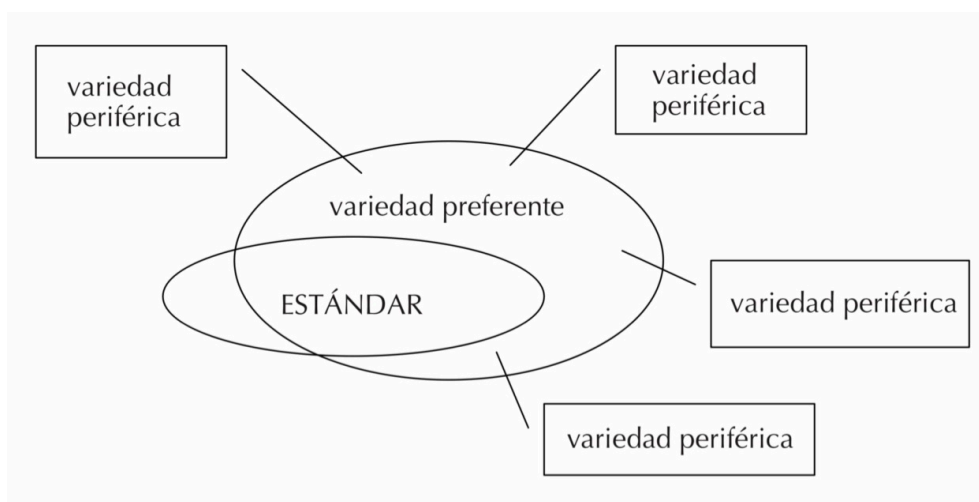 variedad
periférica
variedad
periférica
variedad preferente
ESTÁNDAR
variedad periférica
variedad periférica